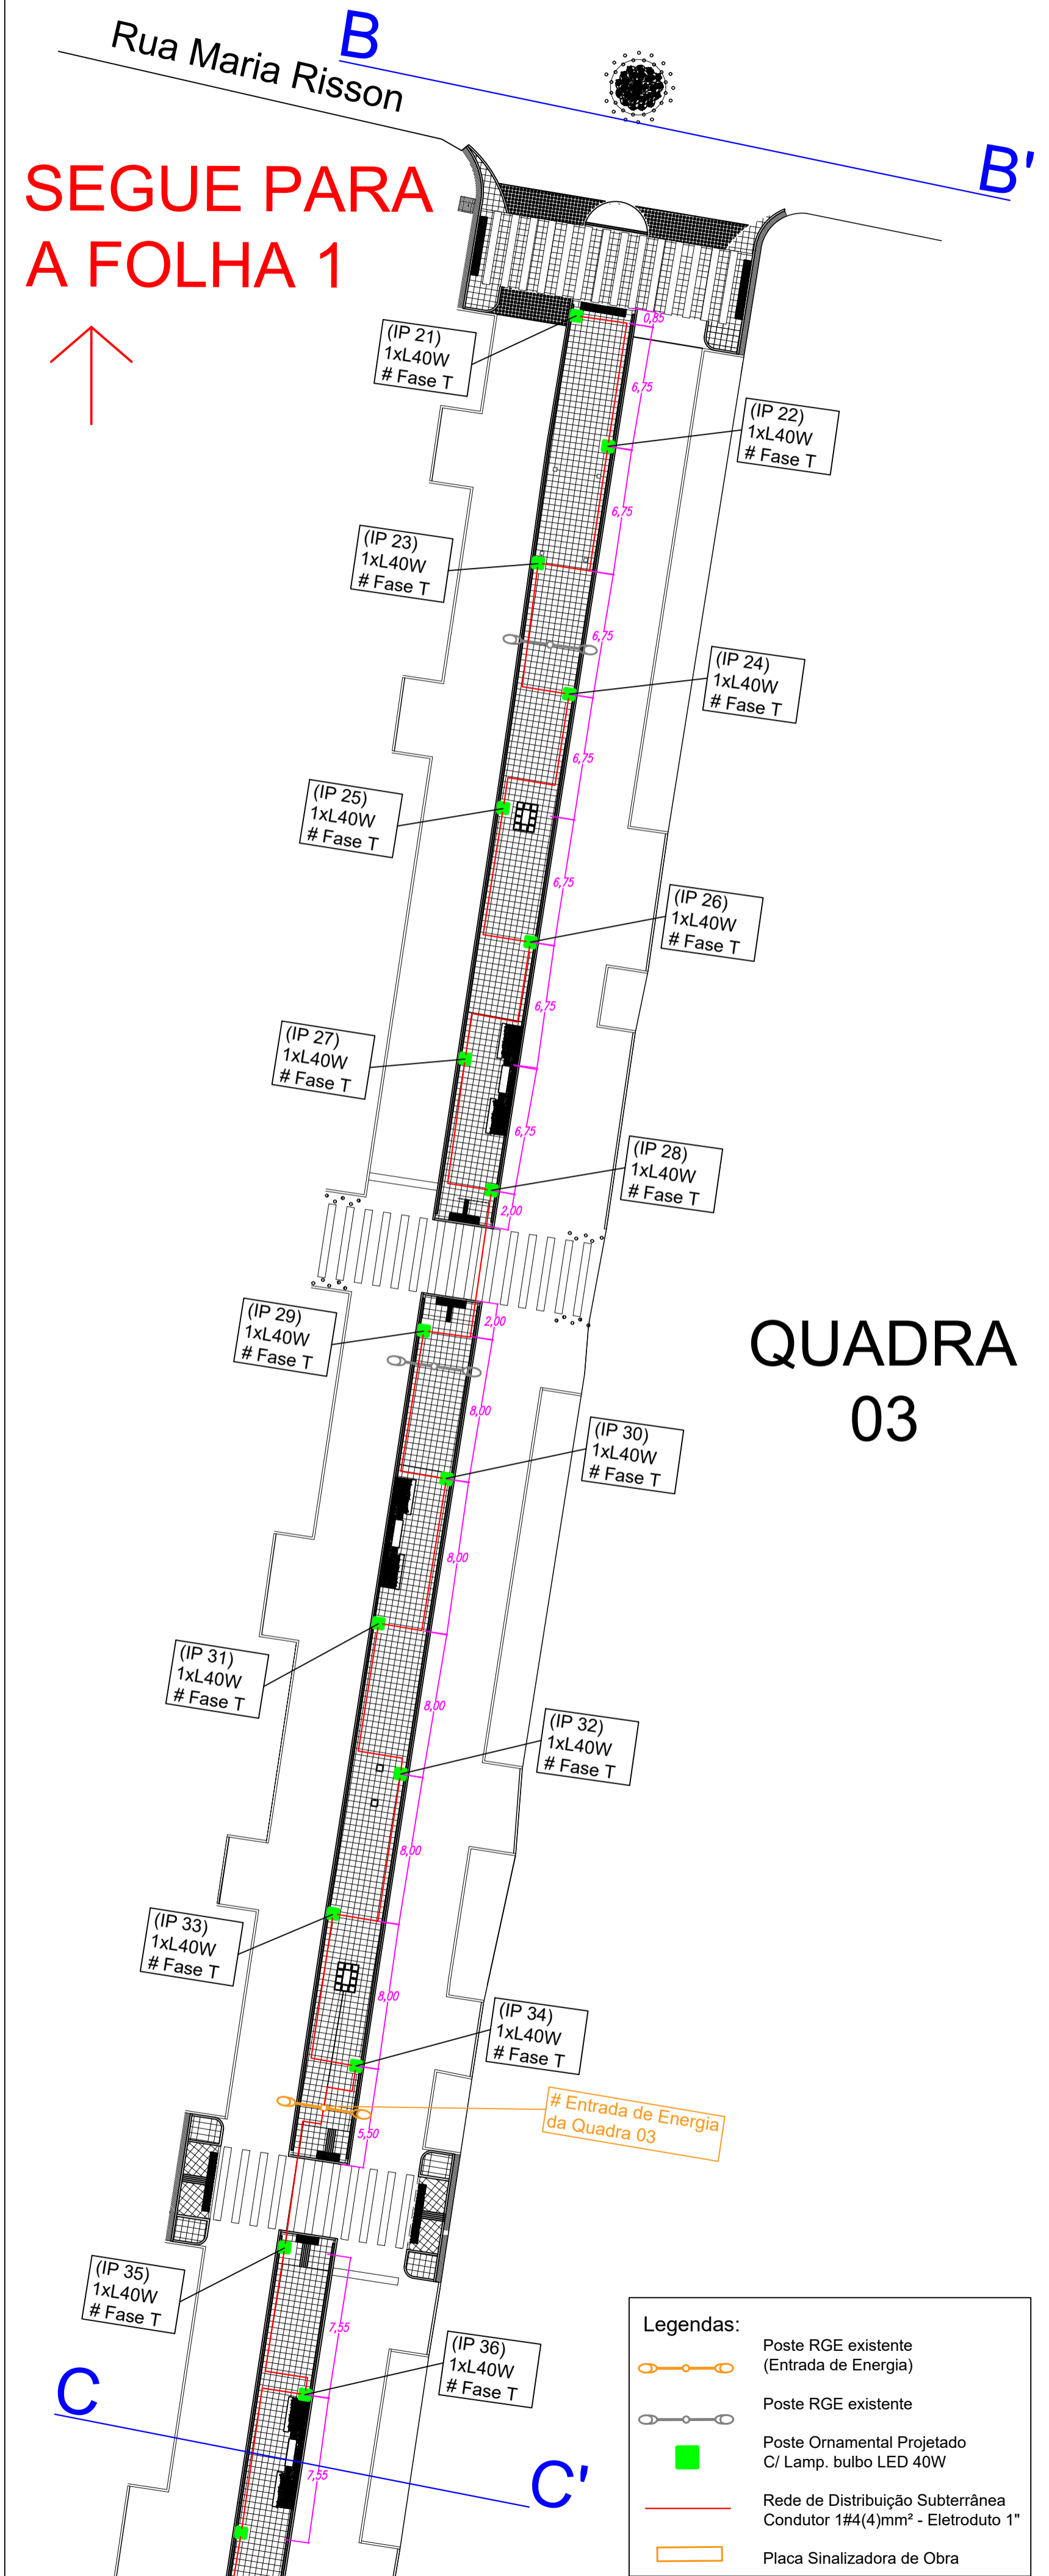 Rua Maria Risson
B
B'
SEGUE PARA
A FOLHA 1
0,85
(IP 21)
1xL40W
# Fase T
6,75
(IP 22)
1xL40W
# Fase T
6,75
(IP 23)
1xL40W
# Fase T
6,75
(IP 24)
1xL40W
# Fase T
6,75
(IP 25)
1xL40W
# Fase T
6,75
(IP 26)
1xL40W
# Fase T
6,75
(IP 27)
1xL40W
# Fase T
6,75
(IP 28)
1xL40W
# Fase T
2,00
(IP 29)
1xL40W
# Fase T
2,00
QUADRA
03
8,00
(IP 30)
1xL40W
# Fase T
8,00
(IP 31)
1xL40W
# Fase T
8,00
(IP 32)
1xL40W
# Fase T
8,00
(IP 33)
1xL40W
# Fase T
8,00
(IP 34)
1xL40W
# Fase T
# Entrada de Energia
da Quadra 03
5,50
(IP 35)
1xL40W
# Fase T
7,55
(IP 36)
1xL40W
# Fase T
C
C'
7,55
Legendas:
Poste RGE existente
(Entrada de Energia)
Poste RGE existente
Poste Ornamental Projetado
C/ Lamp. bulbo LED 40W
Rede de Distribuição Subterrânea
Condutor 1#4(4)mm² - Eletroduto 1"
Placa Sinalizadora de Obra